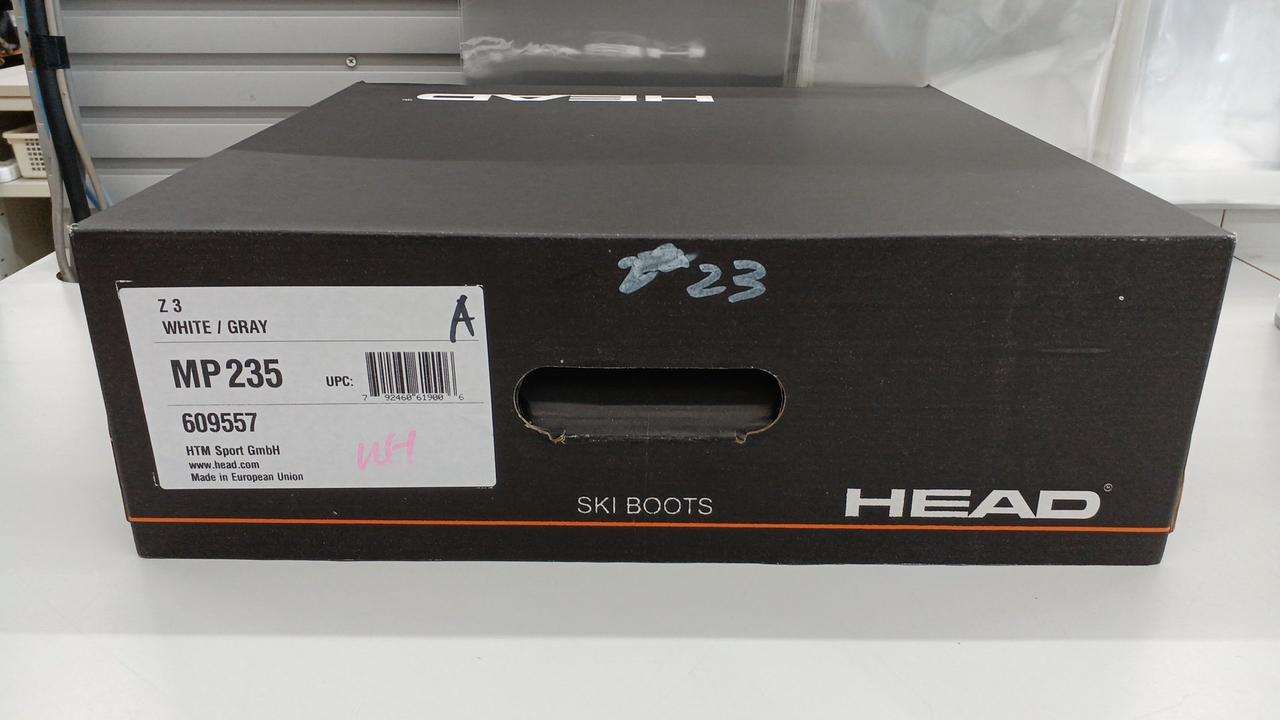 HEAD
23
Z 3
A
WHITE / GRAY
MP 235
UPC:
7 92460 61900 6
609557
HTM Sport GmbH
WH
www.head.com
Made in European Union
SKI BOOTS
HEAD